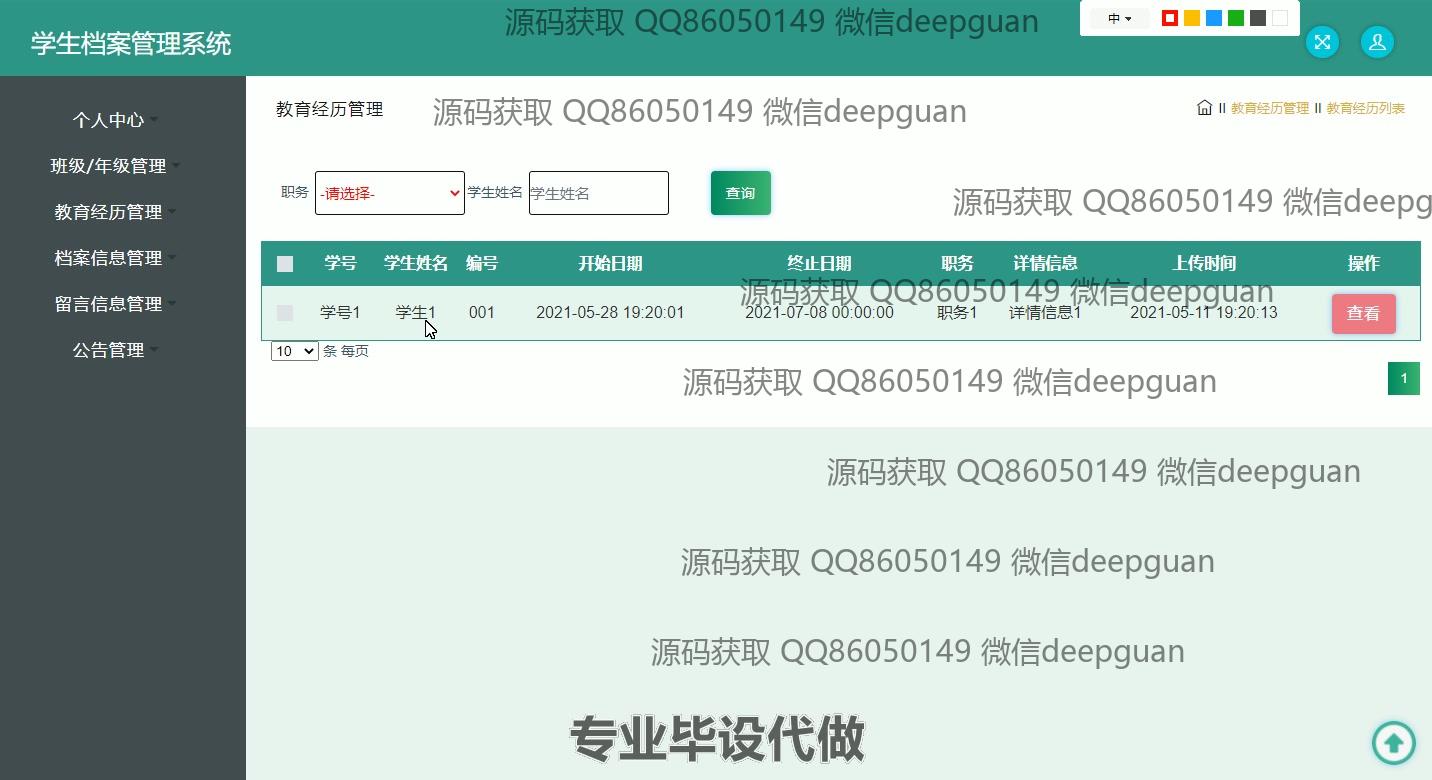 学生档案管理系统
源码获取 QQ86050149 微信deepguan
中
个人中心
班级/年级管理
教育经历管理
档案信息管理
留言信息管理
公告管理
教育经历管理
源码获取 QQ86050149 微信deepguan
教育经历管理 教育经历列表
职务 -请选择- 学生姓名 学生姓名 查询
源码获取 QQ86050149 微信deepg
学号 学生姓名 编号 开始日期 终止日期 职务 详情信息 上传时间 操作
源码获取 QQ86050149 微信deepguan
学号1 学生1 001 2021-05-28 19:20:01 2021-07-08 00:00:00 职务1 详情信息1 2021-05-11 19:20:13 查看
10 条 每页
源码获取 QQ86050149 微信deepguan
1
源码获取 QQ86050149 微信deepguan
源码获取 QQ86050149 微信deepguan
源码获取 QQ86050149 微信deepguan
专业毕设代做